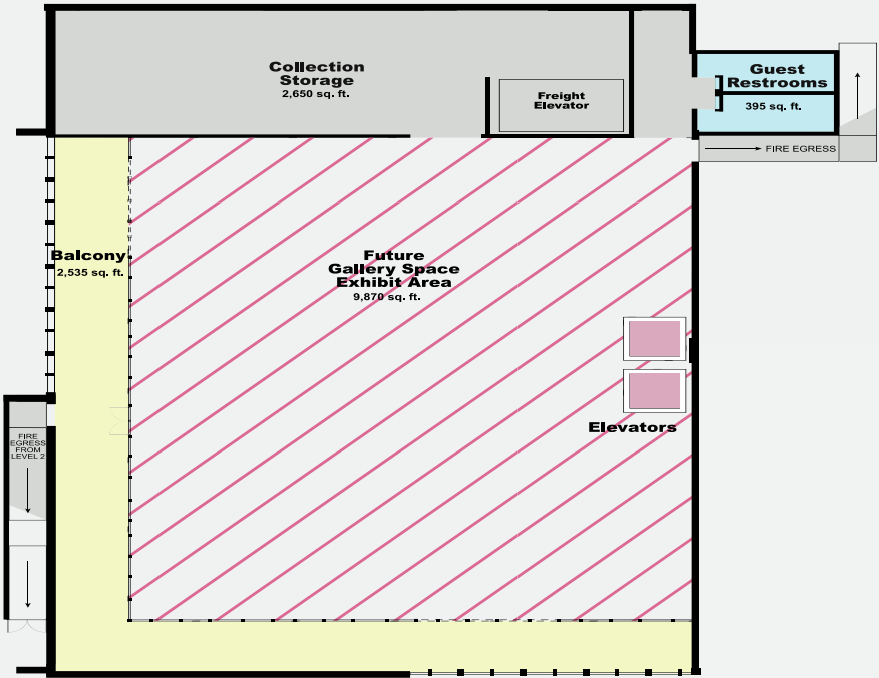 Collection
Storage
2,650 sq. ft.
Freight
Elevator
Guest
Restrooms
395 sq. ft.
FIRE EGRESS
Balcony
2,535 sq. ft.
Future
Gallery Space
Exhibit Area
9,870 sq. ft.
Elevators
FIRE
EGRESS
FROM
LEVEL 2